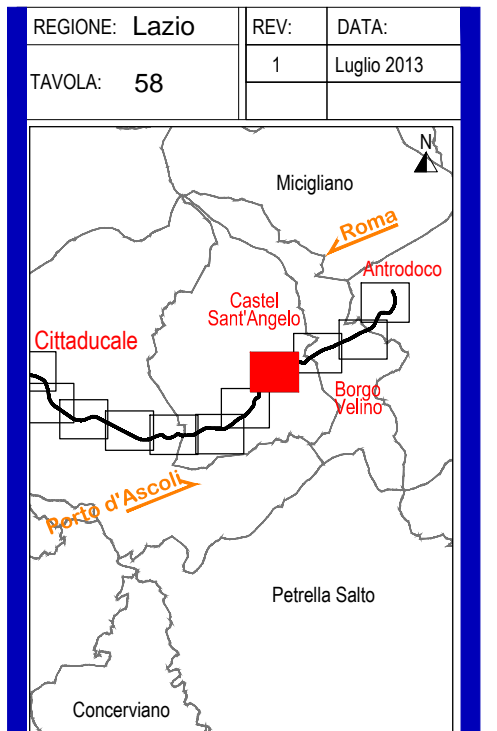 REGIONE: Lazio
REV:
DATA:
TAVOLA: 58
1
Luglio 2013
N
Micigliano
Roma
Antrodoco
Castel
Sant'Angelo
Cittaducale
Borgo
Velino
Porto d'Ascoli
Petrella Salto
Concerviano